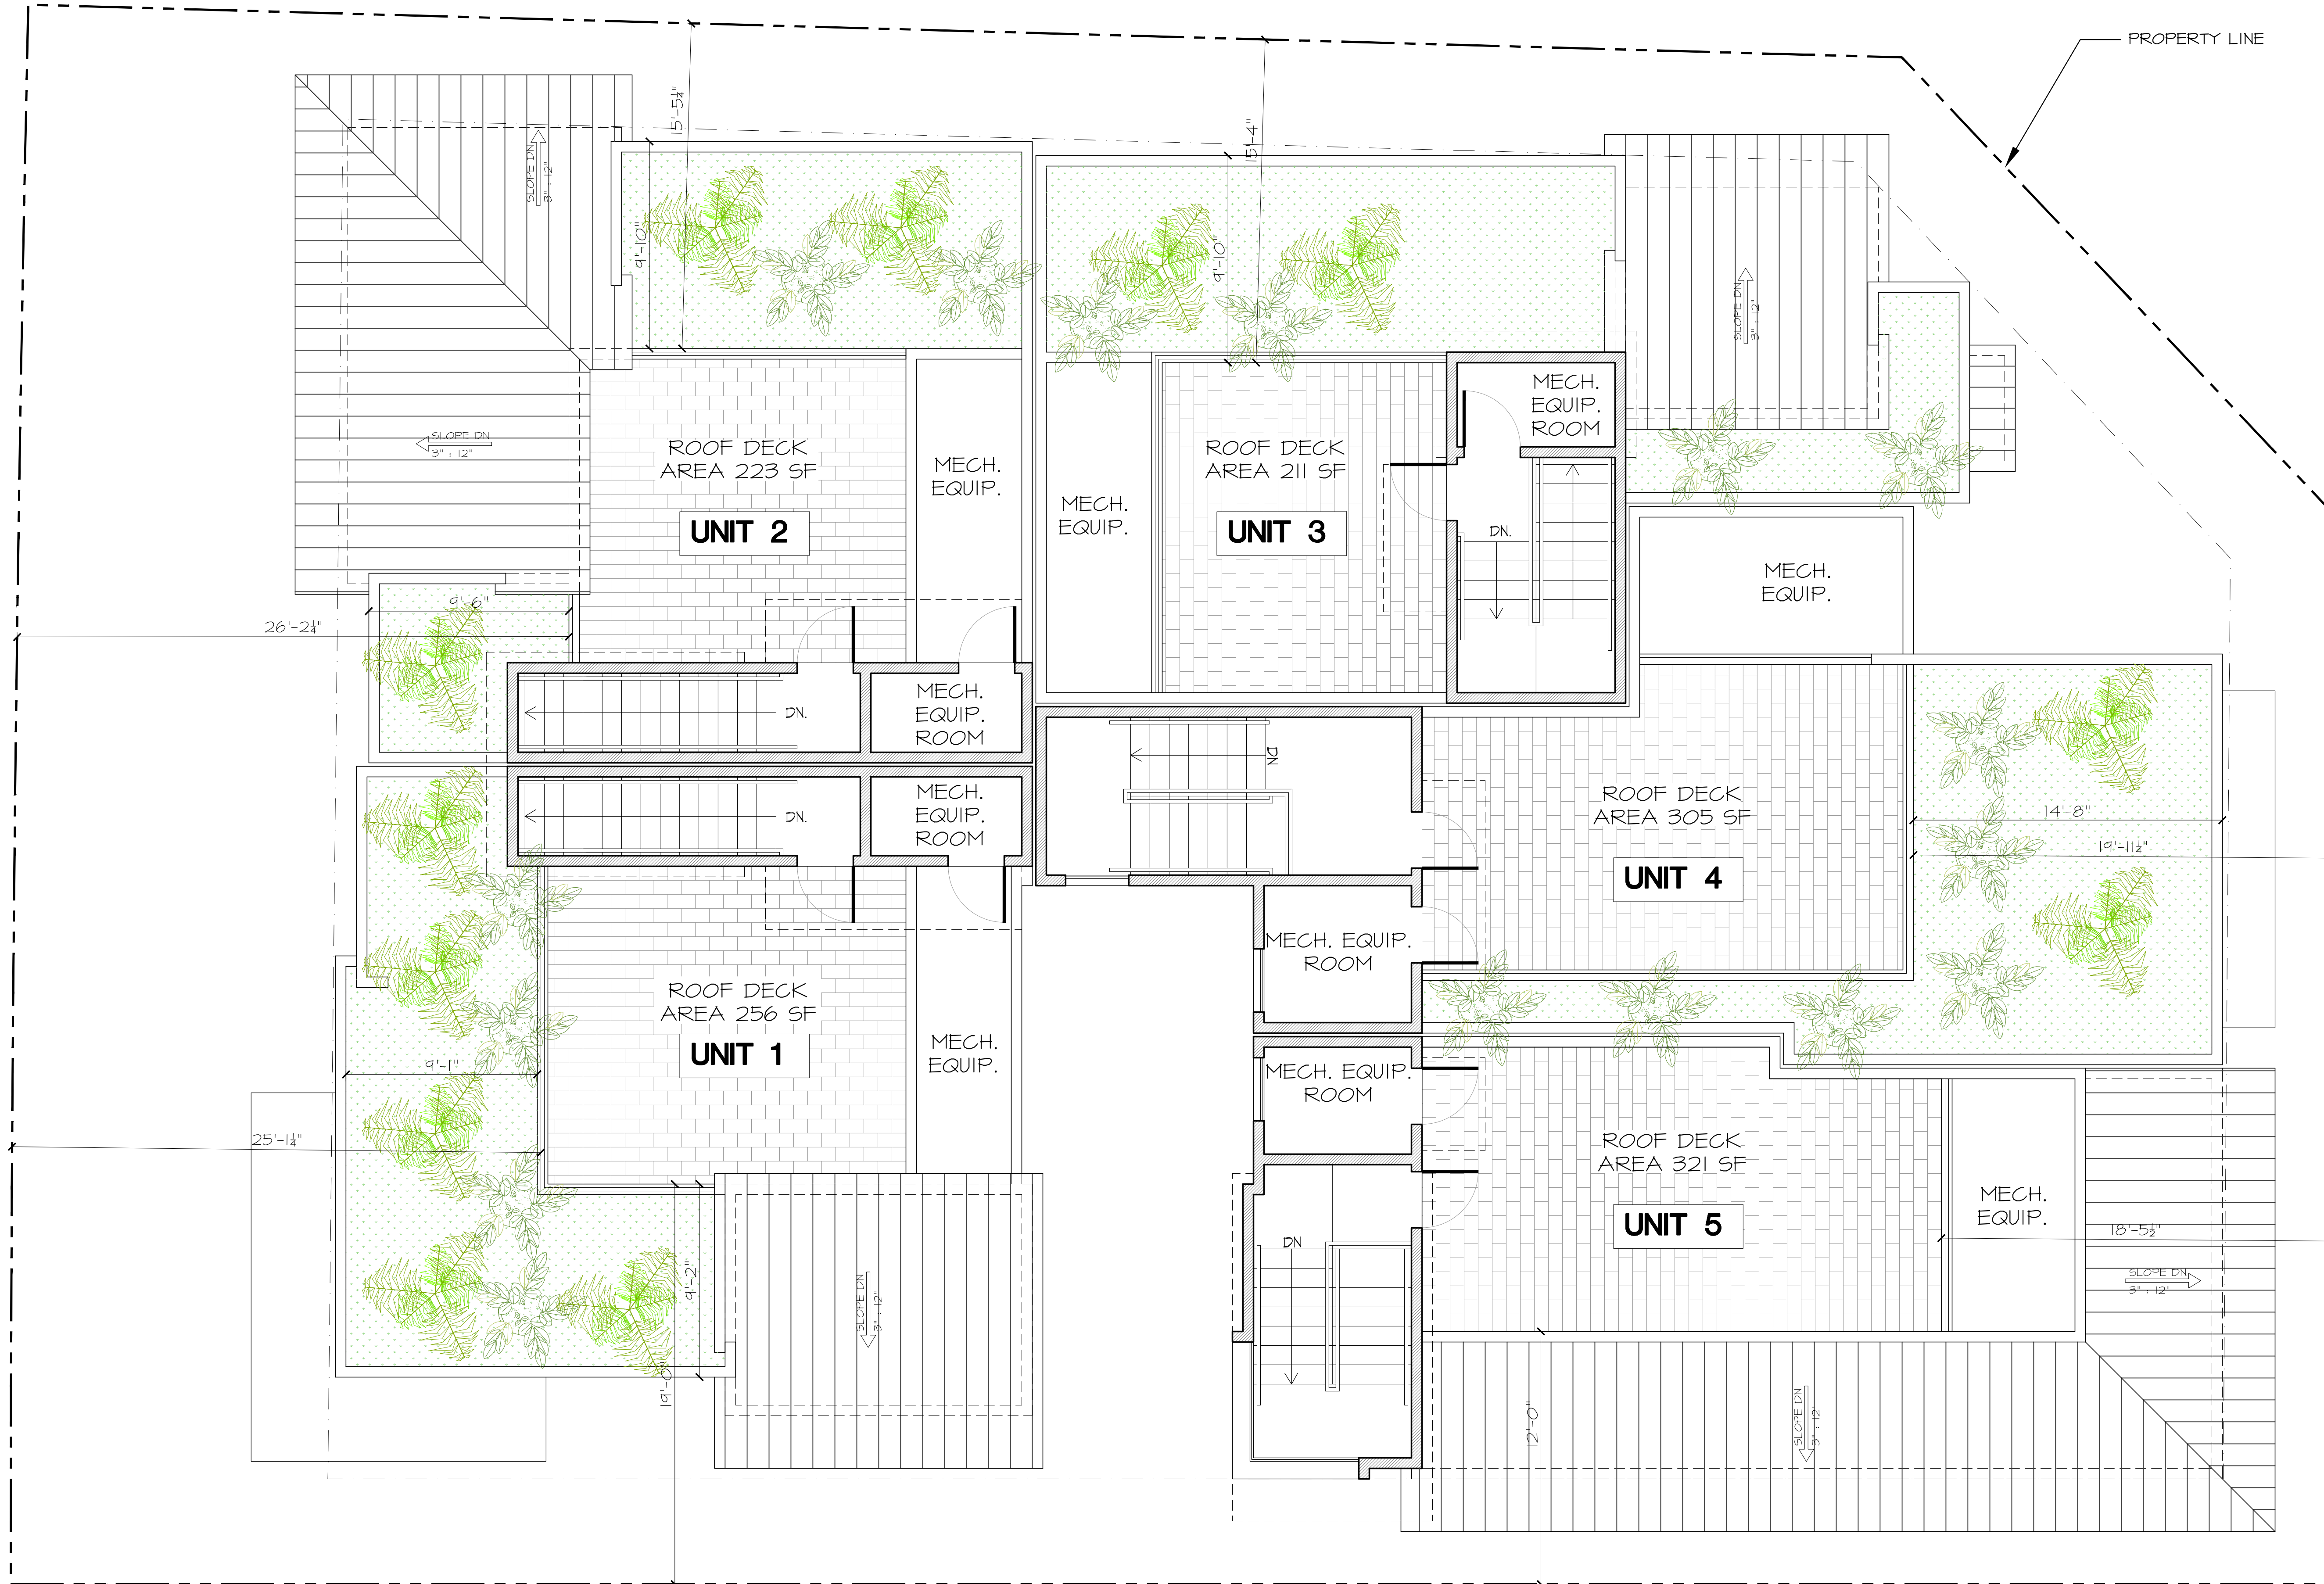 PROPERTY LINE
15'-5¼"
15'-4"
SLOPE DN
3" : 12"
9'-10"
9'-10"
SLOPE DN
3" : 12"
MECH.
EQUIP.
ROOM
ROOF DECK
AREA 223 SF
UNIT 2
MECH.
EQUIP.
ROOF DECK
AREA 211 SF
UNIT 3
MECH.
EQUIP.
SLOPE DN
3" : 12"
DN.
MECH.
EQUIP.
9'-6"
26'-2¼"
DN.
MECH.
EQUIP.
ROOM
DN
DN.
MECH.
EQUIP.
ROOM
ROOF DECK
AREA 305 SF
UNIT 4
14'-8"
19'-11¼"
MECH. EQUIP.
ROOM
ROOF DECK
AREA 256 SF
UNIT 1
MECH.
EQUIP.
9'-1"
25'-1¼"
MECH. EQUIP.
ROOM
ROOF DECK
AREA 321 SF
UNIT 5
MECH.
EQUIP.
18'-5½"
SLOPE DN
3" : 12"
DN
9'-2"
19'-0"
SLOPE DN
3" : 12"
12'-0"
SLOPE DN
3" : 12"